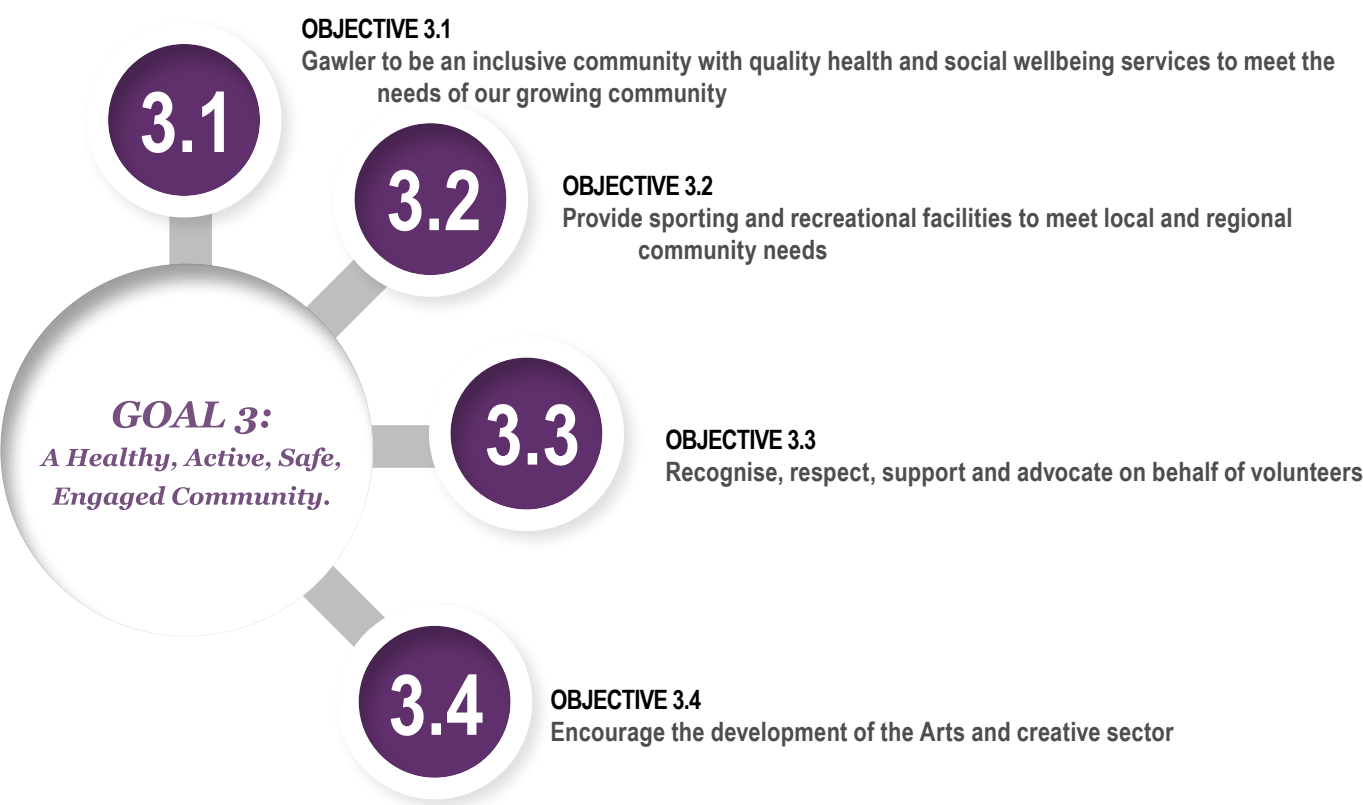 OBJECTIVE 3.1
Gawler to be an inclusive community with quality health and social wellbeing services to meet the
needs of our growing community
3.1
OBJECTIVE 3.2
Provide sporting and recreational facilities to meet local and regional
community needs
3.2
GOAL 3:
A Healthy, Active, Safe,
Engaged Community.
3.3
OBJECTIVE 3.3
Recognise, respect, support and advocate on behalf of volunteers
3.4
OBJECTIVE 3.4
Encourage the development of the Arts and creative sector